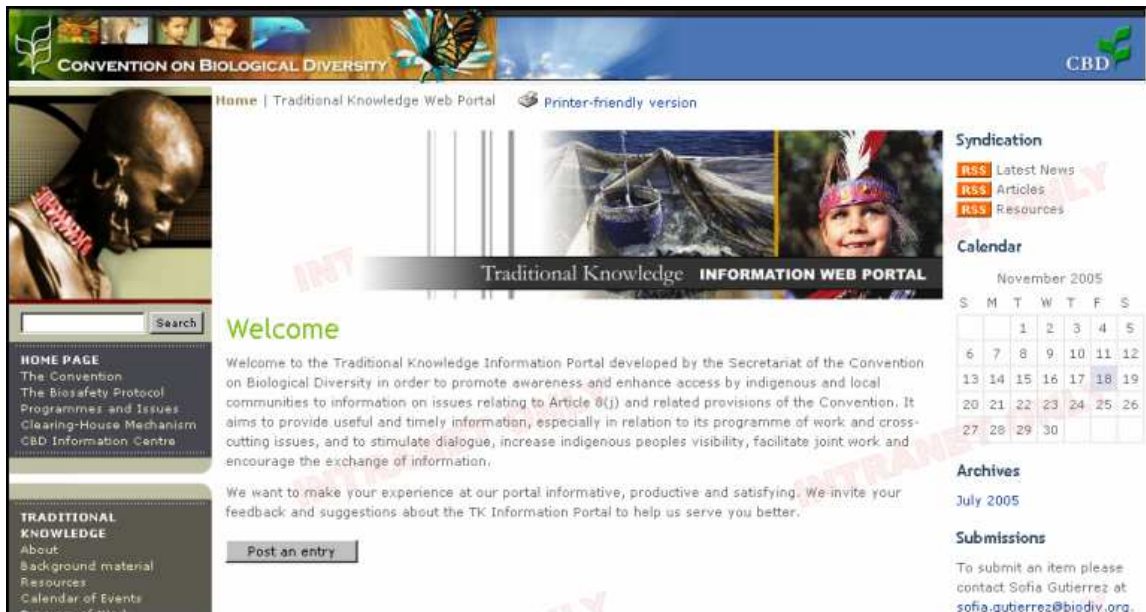 CONVENTION ON BIOLOGICAL DIVERSITY
CBD
Home | Traditional Knowledge Web Portal Printer-friendly version
Traditional Knowledge INFORMATION WEB PORTAL
Search
HOME PAGE
The Convention
The Biosafety Protocol
Programmes and Issues
Clearing-House Mechanism
CBD Information Centre
TRADITIONAL
KNOWLEDGE
About
Background material
Resources
Calendar of Events
Welcome
Welcome to the Traditional Knowledge Information Portal developed by the Secretariat of the Convention
on Biological Diversity in order to promote awareness and enhance access by indigenous and local
communities to information on issues relating to Article 8(j) and related provisions of the Convention. It
aims to provide useful and timely information, especially in relation to its programme of work and cross-
cutting issues, and to stimulate dialogue, increase indigenous peoples visibility, facilitate joint work and
encourage the exchange of information.
We want to make your experience at our portal informative, productive and satisfying. We invite your
feedback and suggestions about the TK Information Portal to help us serve you better.
Post an entry
Syndication
RSS Latest News
RSS Articles
RSS Resources
Calendar
November 2005
S M T W T F S
1 2 3 4 5
6 7 8 9 10 11 12
13 14 15 16 17 18 19
20 21 22 23 24 25 26
27 28 29 30
Archives
July 2005
Submissions
To submit an item please
contact Sofia Gutierrez at
sofia.gutierrez@biodiv.org
INTRANET